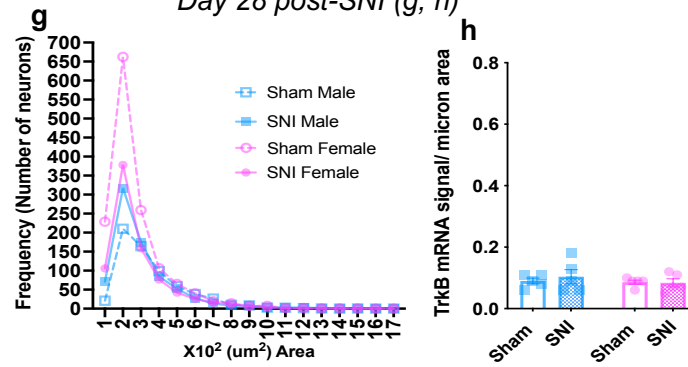 Day 28 post-SNI (g, h)
g
700
650
600
550
500
450
400
350
300
250
200
150
100
50
0
Frequency (Number of neurons)
Sham Male
SNI Male
Sham Female
SNI Female
1 2 3 4 5 6 7 8 9 10 11 12 13 14 15 16 17
X10² (um²) Area
h
0.8
0.6
0.4
0.2
0.0
TrkB mRNA signal/ micron area
Sham SNI Sham SNI